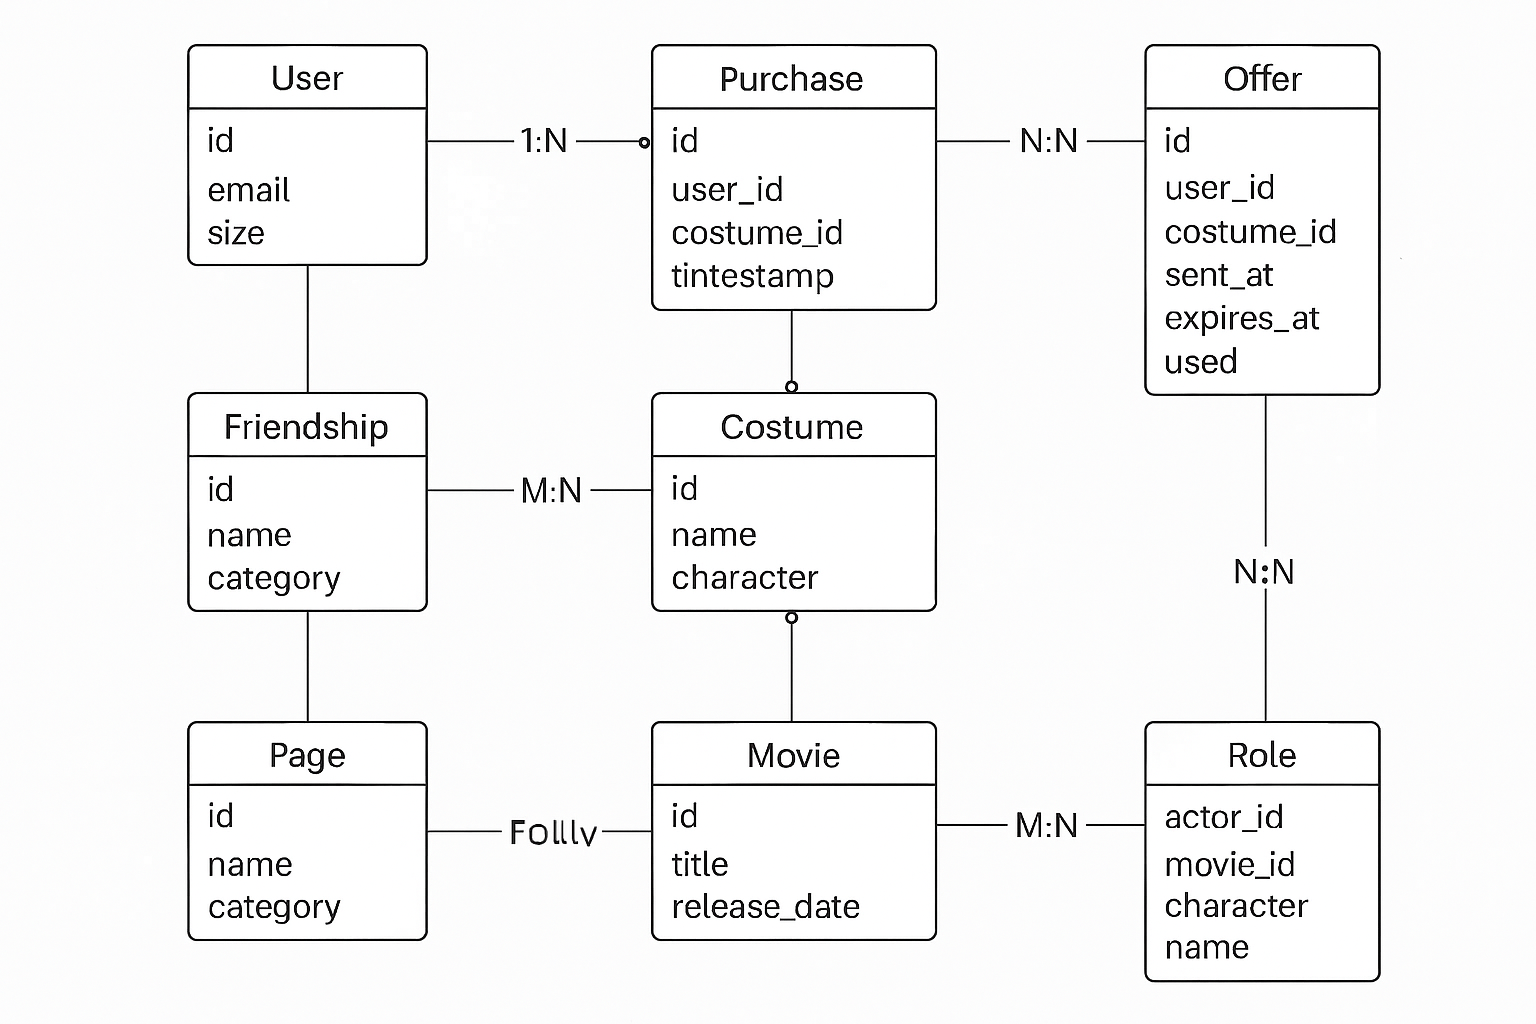 User
id
email
size
1:N
Purchase
id
user_id
costume_id
tintestamp
N:N
Offer
id
user_id
costume_id
sent_at
expires_at
used
Friendship
id
name
category
M:N
Costume
id
name
character
N:N
Page
id
name
category
Folllv
Movie
id
title
release_date
M:N
Role
actor_id
movie_id
character
name